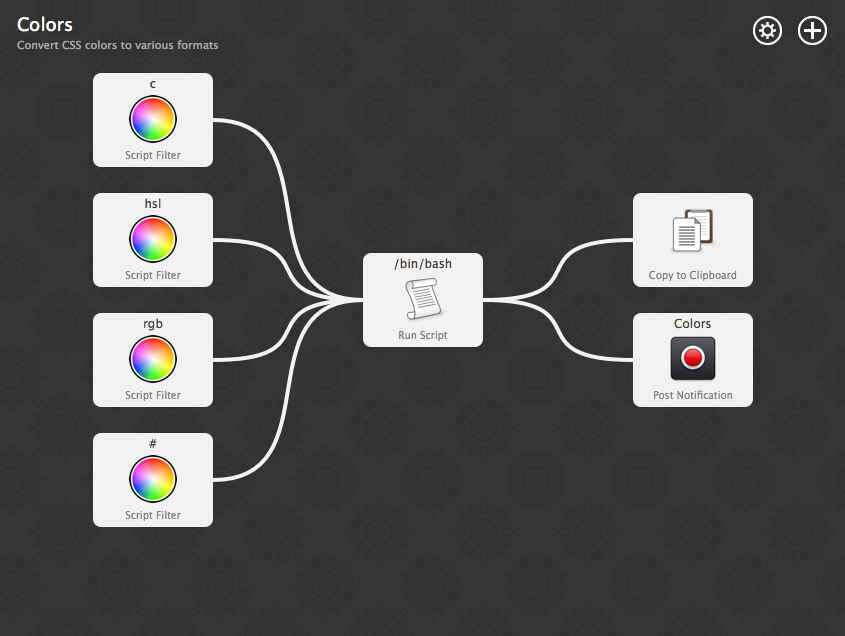 Colors
Convert CSS colors to various formats
c
Script Filter
hsl
Script Filter
rgb
Script Filter
#
Script Filter
/bin/bash
Run Script
Copy to Clipboard
Colors
Post Notification